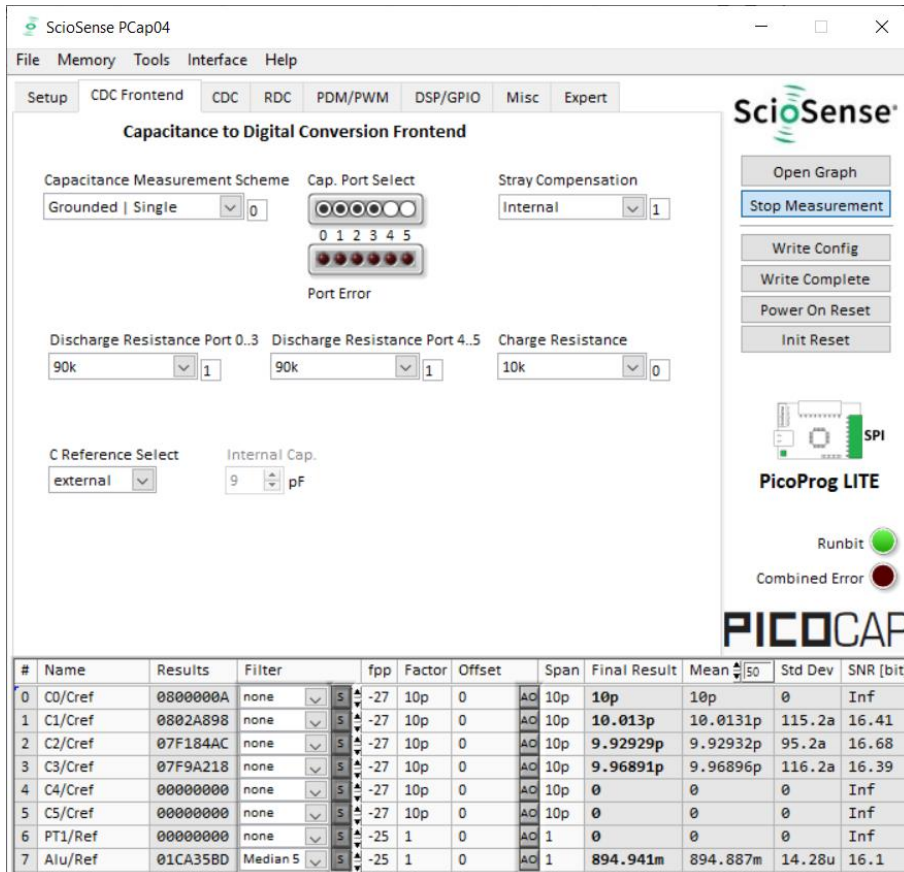 ScioSense PCap04
File Memory Tools Interface Help
Setup CDC Frontend CDC RDC PDM/PWM DSP/GPIO Misc Expert
ScioSense
Capacitance to Digital Conversion Frontend
Open Graph
Capacitance Measurement Scheme Cap. Port Select Stray Compensation
Grounded | Single 0 Internal 1
Stop Measurement
0 1 2 3 4 5
Write Config
Write Complete
Port Error
Power On Reset
Discharge Resistance Port 0..3 Discharge Resistance Port 4..5 Charge Resistance
Init Reset
90k 1 90k 1 10k 0
SPI
C Reference Select Internal Cap.
external 9 pF
PicoProg LITE
Runbit
Combined Error
PICOCAP
# Name Results Filter fpp Factor Offset Span Final Result Mean 50 Std Dev SNR [bit
0 C0/Cref 0800000A none S -27 10p 0 AO 10p 10p 10p 0 Inf
1 C1/Cref 0802A898 none S -27 10p 0 AO 10p 10.013p 10.0131p 115.2a 16.41
2 C2/Cref 07F184AC none S -27 10p 0 AO 10p 9.92929p 9.92932p 95.2a 16.68
3 C3/Cref 07F9A218 none S -27 10p 0 AO 10p 9.96891p 9.96896p 116.2a 16.39
4 C4/Cref 00000000 none S -27 10p 0 AO 10p 0 0 0 Inf
5 C5/Cref 00000000 none S -27 10p 0 AO 10p 0 0 0 Inf
6 PT1/Ref 00000000 none S -25 1 0 AO 1 0 0 0 Inf
7 Alu/Ref 01CA35BD Median 5 S -25 1 0 AO 1 894.941m 894.887m 14.28u 16.1